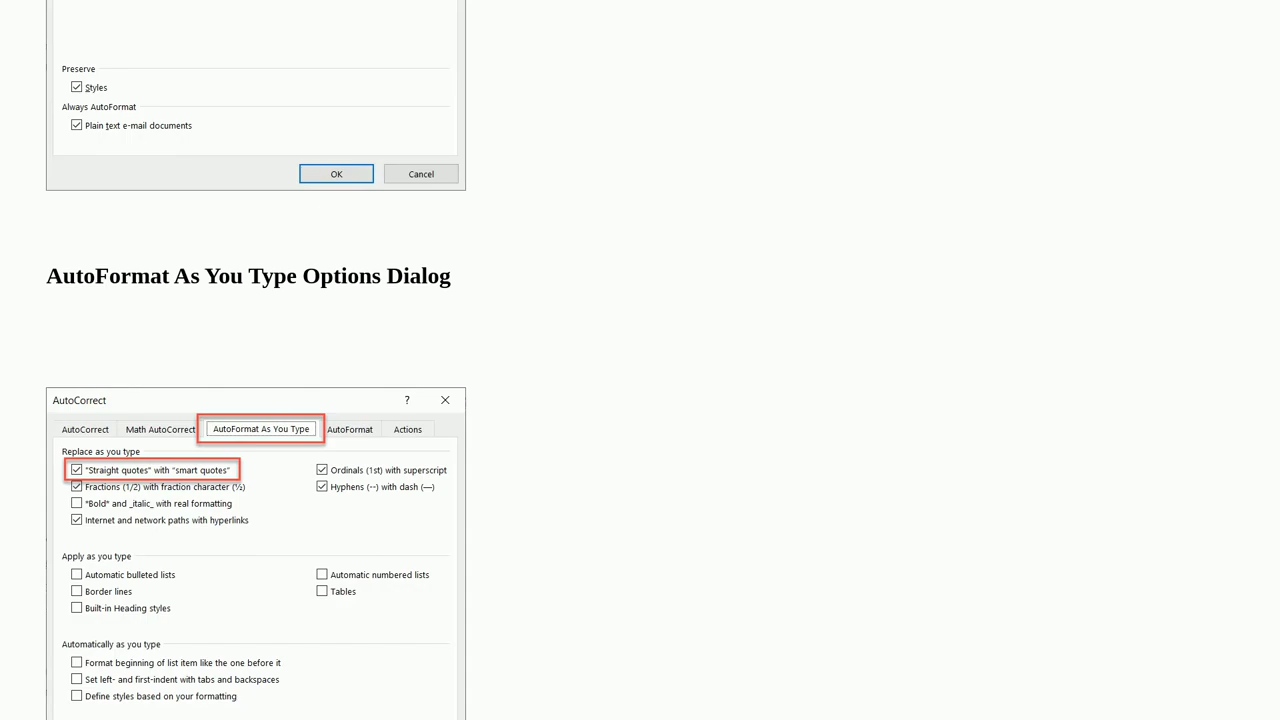 Preserve
Styles
Always AutoFormat
Plain text e-mail documents
OK Cancel
AutoFormat As You Type Options Dialog
AutoCorrect ?
AutoCorrect Math AutoCorrect AutoFormat As You Type AutoFormat Actions
Replace as you type
"Straight quotes" with “smart quotes” Ordinals (1st) with superscript
Fractions (1/2) with fraction character (½) Hyphens (--) with dash (—)
*Bold* and _italic_ with real formatting
Internet and network paths with hyperlinks
Apply as you type
Automatic bulleted lists Automatic numbered lists
Border lines Tables
Built-in Heading styles
Automatically as you type
Format beginning of list item like the one before it
Set left- and first-indent with tabs and backspaces
Define styles based on your formatting